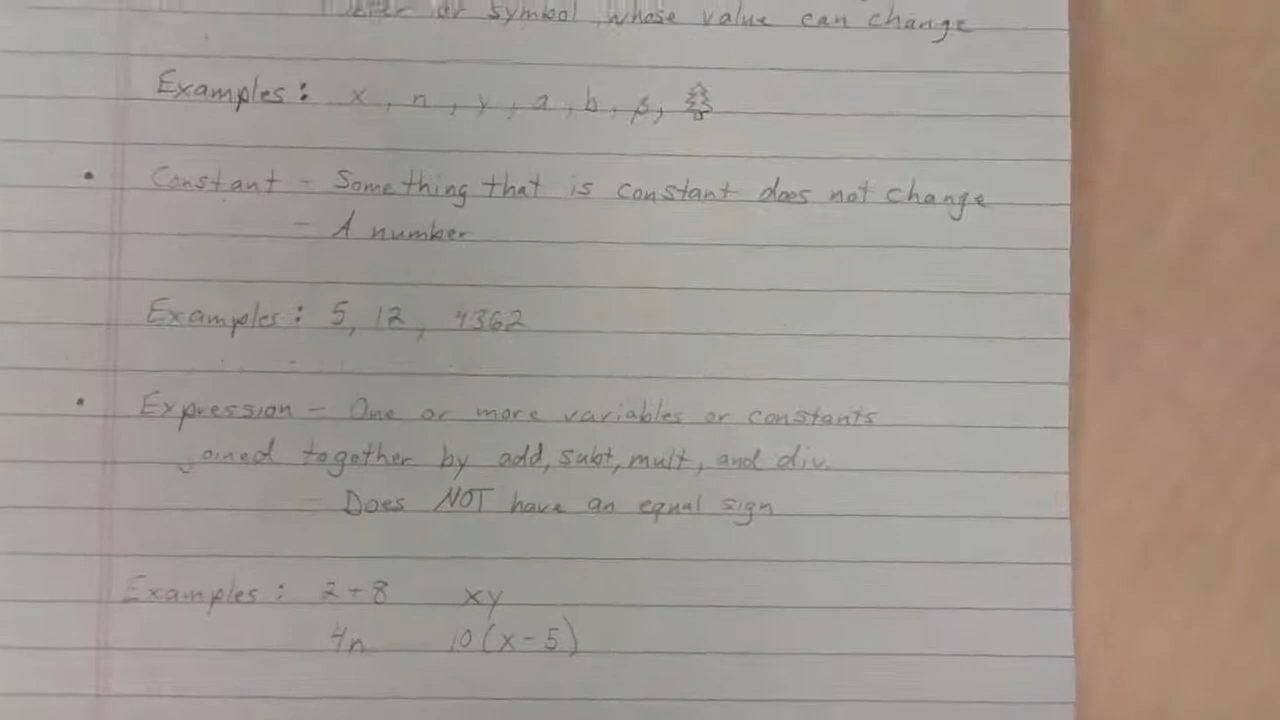 letter or symbol whose value can change
Examples: x, n, y, a, b, β,
• Constant - Something that is constant does not change
- A number
Examples: 5, 12, 4362
• Expression - One or more variables or constants
joined together by add, subt, mult, and div.
- Does NOT have an equal sign
Examples: 2+8 xy
4n 10(x-5)